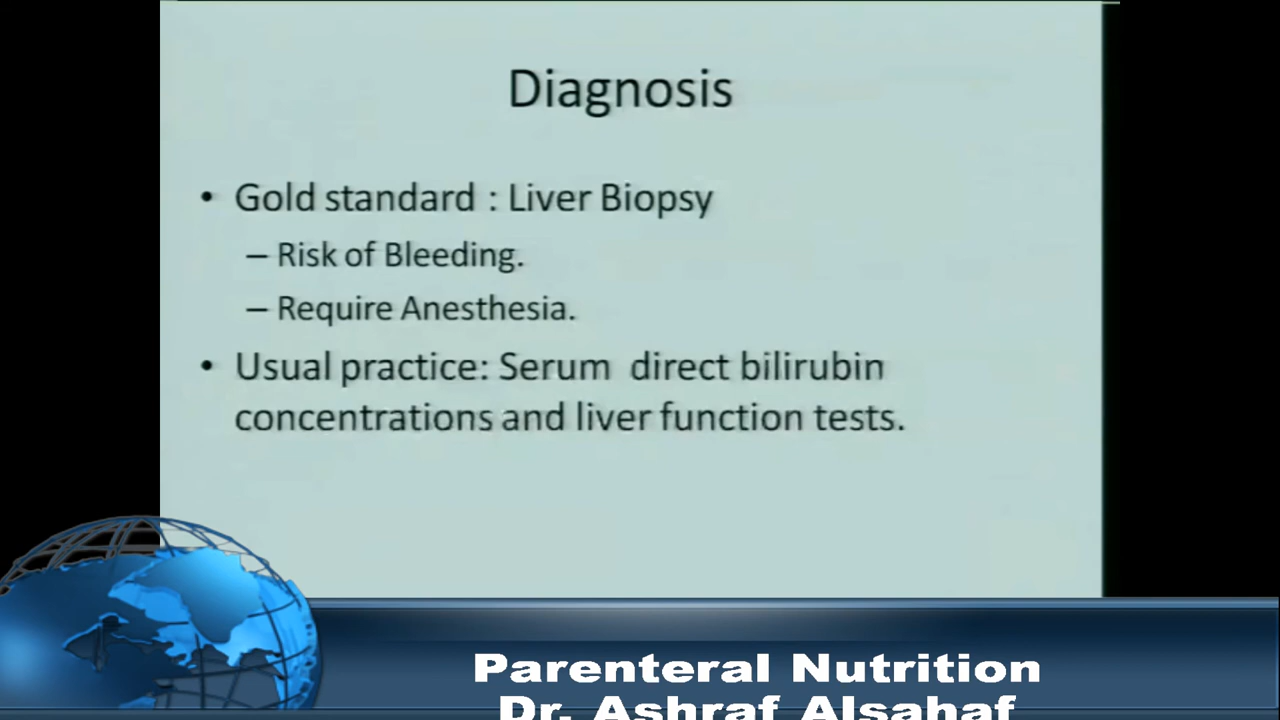 Diagnosis
• Gold standard : Liver Biopsy
– Risk of Bleeding.
– Require Anesthesia.
• Usual practice: Serum direct bilirubin
concentrations and liver function tests.
Parenteral Nutrition
Dr. Ashraf Alsahaf